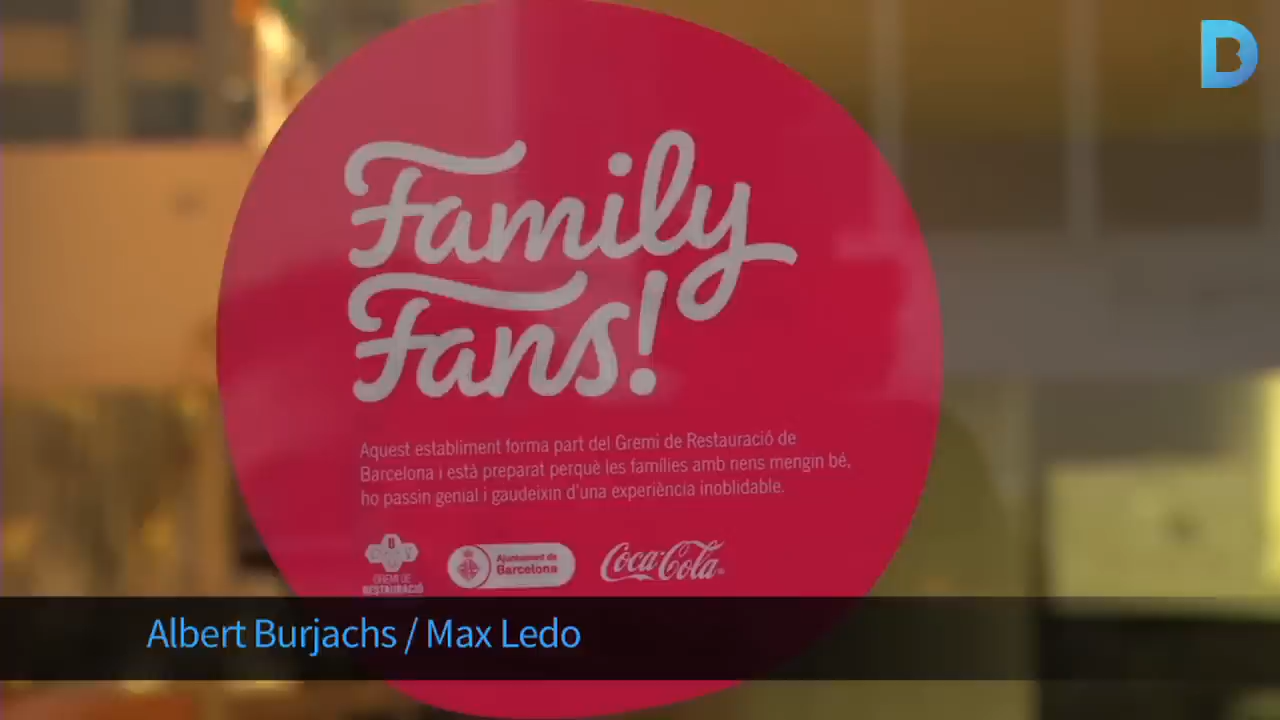 Family
Fans!
Aquest establiment forma part del Gremi de Restauració de
Barcelona i està preparat perquè les famílies amb nens mengin bé,
ho passin genial i gaudeixin d'una experiència inoblidable.
GREMI DE
RESTAURACIÓ
Ajuntament de
Barcelona
Coca-Cola
Albert Burjachs / Max Ledo